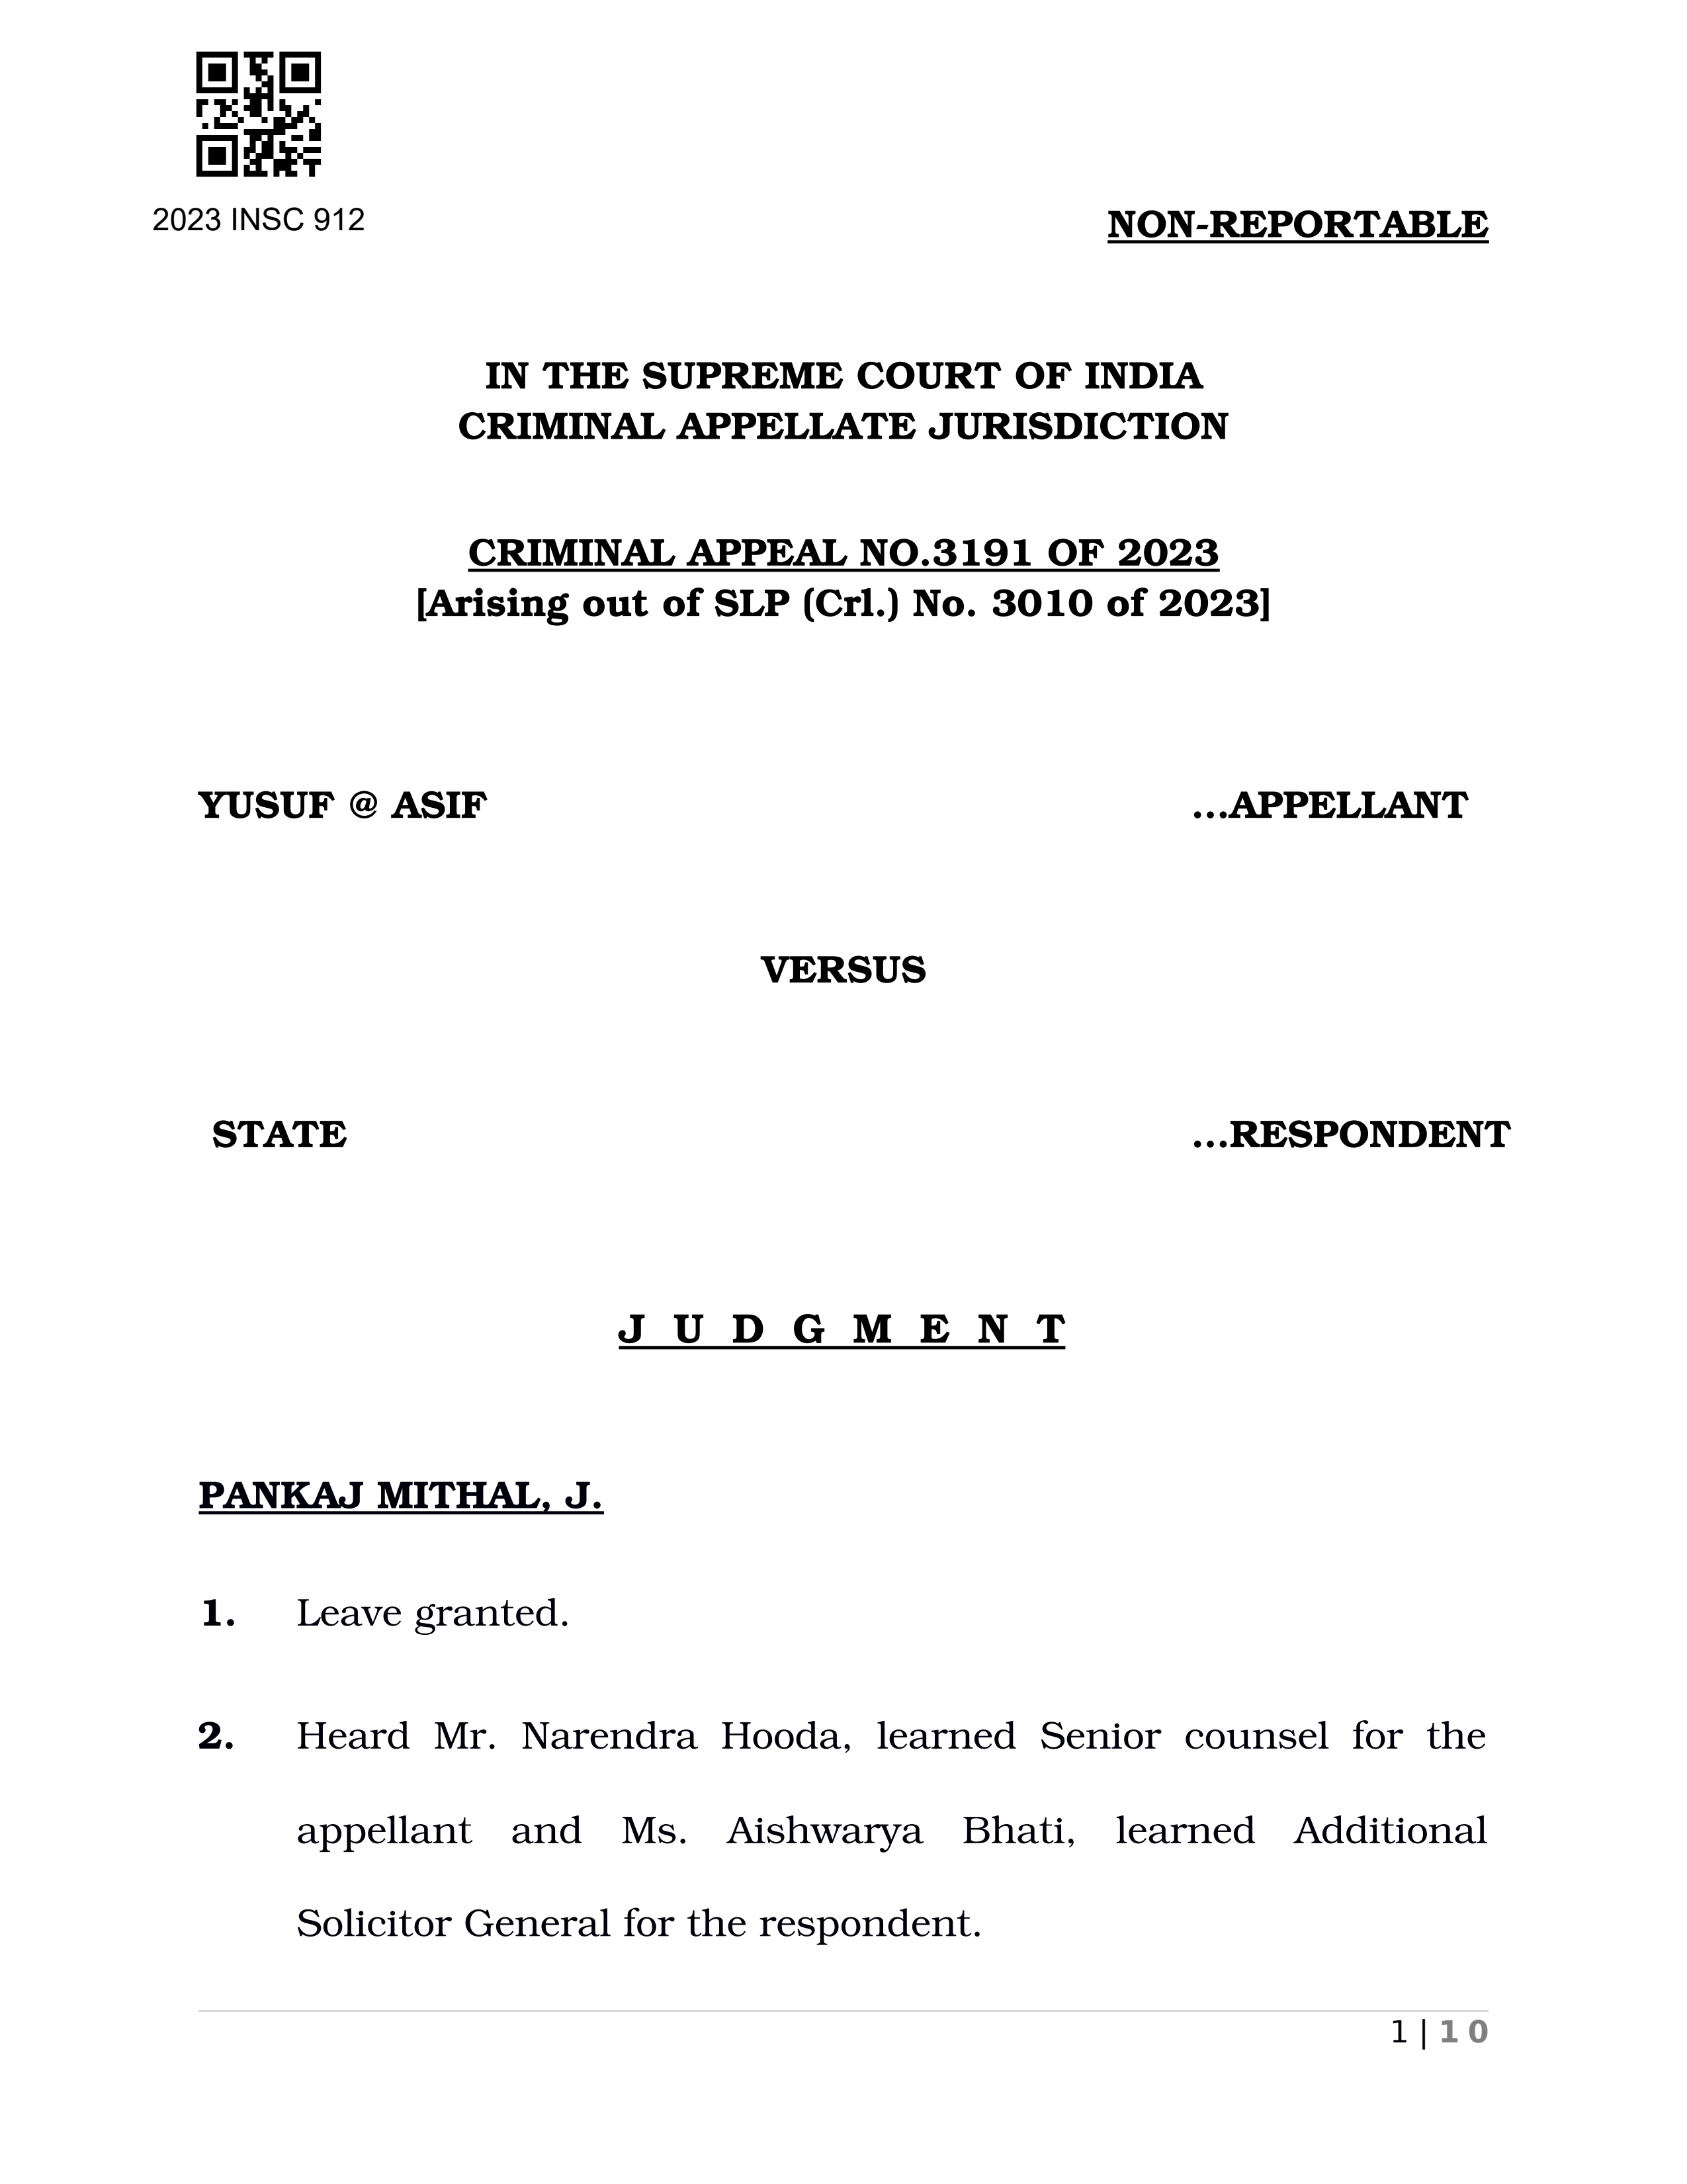 2023 INSC 912
NON-REPORTABLE
IN THE SUPREME COURT OF INDIA
CRIMINAL APPELLATE JURISDICTION
CRIMINAL APPEAL NO.3191 OF 2023
[Arising out of SLP (Crl.) No. 3010 of 2023]
YUSUF @ ASIF ...APPELLANT
VERSUS
STATE ...RESPONDENT
J U D G M E N T
PANKAJ MITHAL, J.
1. Leave granted.
2. Heard Mr. Narendra Hooda, learned Senior counsel for the
appellant and Ms. Aishwarya Bhati, learned Additional
Solicitor General for the respondent.
1 | 1 0